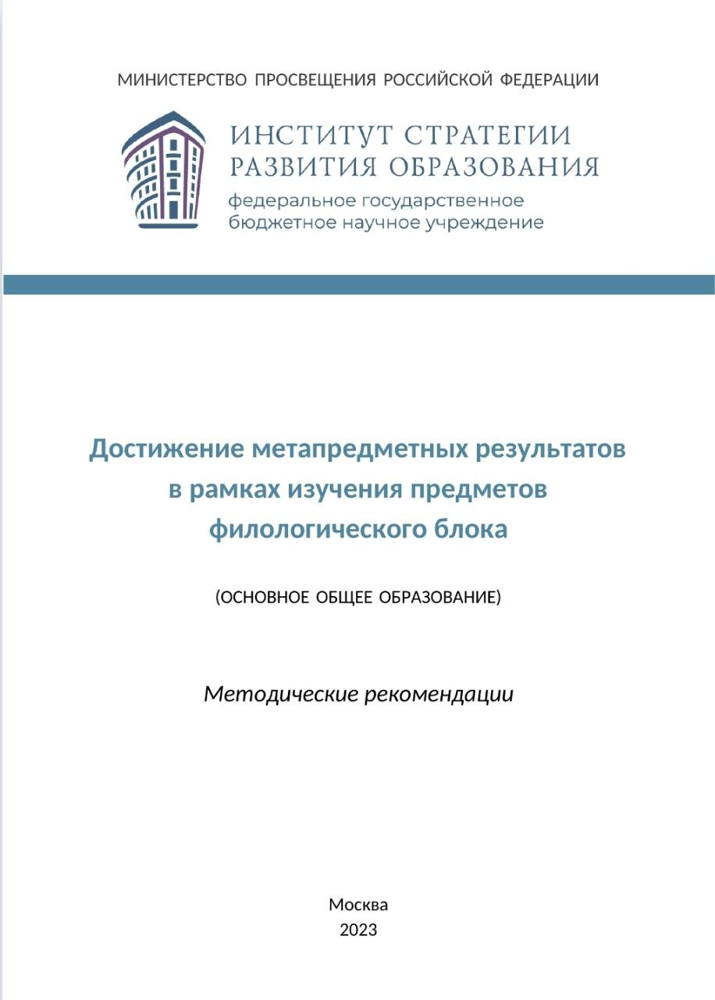 МИНИСТЕРСТВО ПРОСВЕЩЕНИЯ РОССИЙСКОЙ ФЕДЕРАЦИИ
ИНСТИТУТ СТРАТЕГИИ
РАЗВИТИЯ ОБРАЗОВАНИЯ
федеральное государственное
бюджетное научное учреждение
Достижение метапредметных результатов
в рамках изучения предметов
филологического блока
(ОСНОВНОЕ ОБЩЕЕ ОБРАЗОВАНИЕ)
Методические рекомендации
Москва
2023